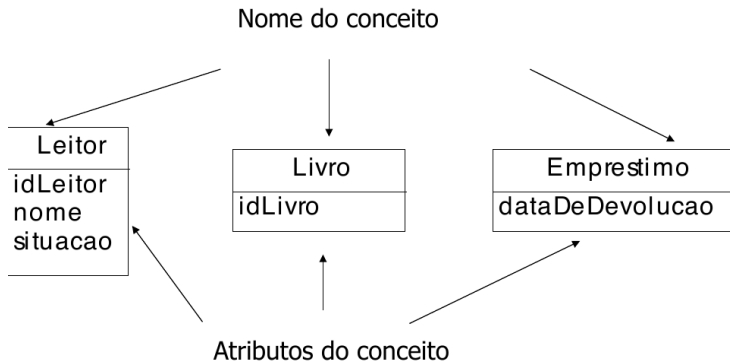 Nome do conceito
Leitor
idLeitor
nome
situacao
Livro
idLivro
Emprestimo
dataDeDevolucao
Atributos do conceito